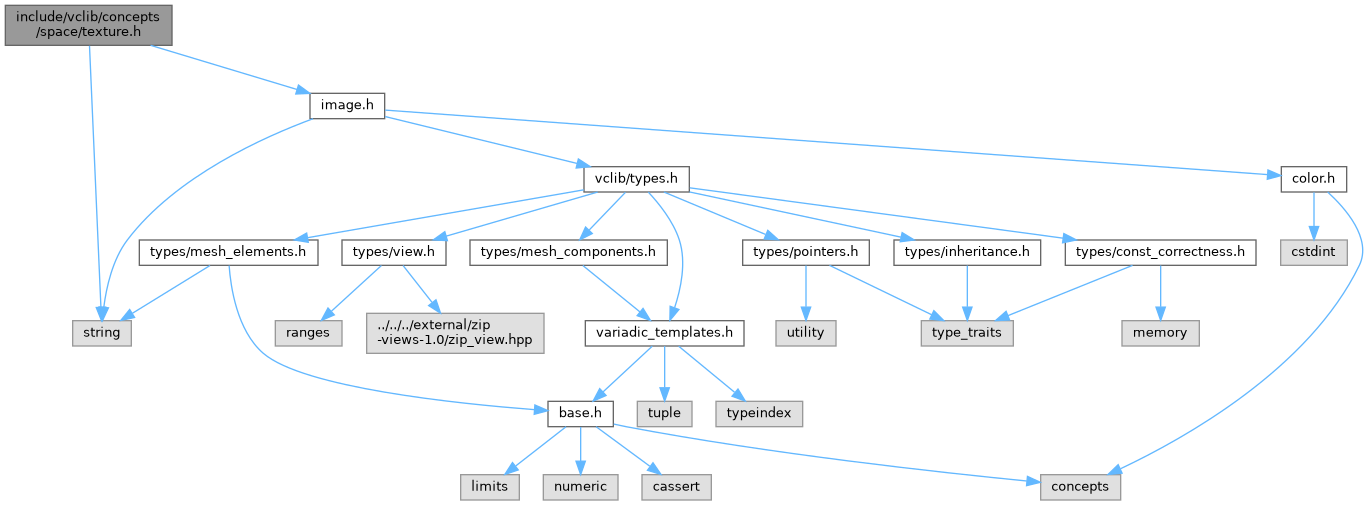 include/vclib/concepts
/space/texture.h
image.h
vclib/types.h
color.h
types/mesh_elements.h
types/view.h
types/mesh_components.h
types/pointers.h
types/inheritance.h
types/const_correctness.h
cstdint
string
ranges
../../../external/zip
-views-1.0/zip_view.hpp
variadic_templates.h
utility
type_traits
memory
base.h
tuple
typeindex
limits
numeric
cassert
concepts